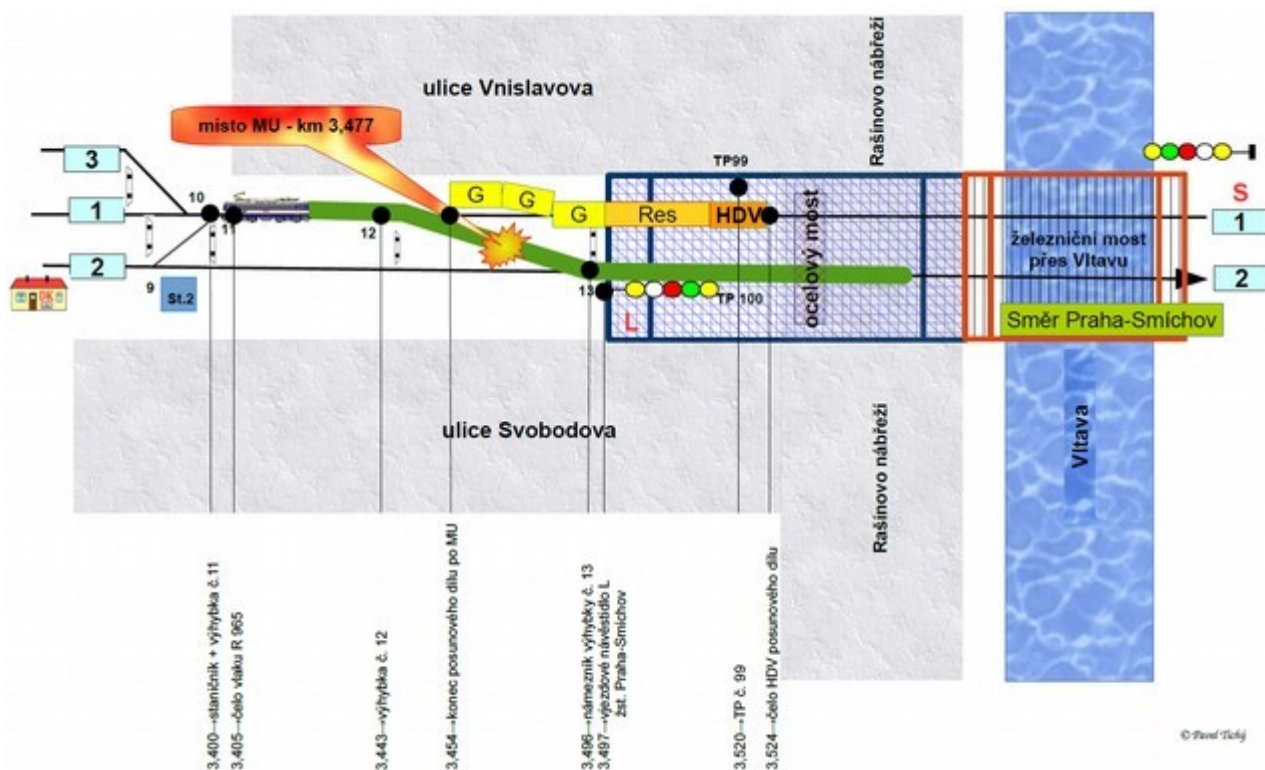 ulice Vnislavova
Rašínovo nábřeží
místo MU - km 3,477
3
10
1
11
12
G
G
G
Res
HDV
TP99
S
1
2
9
St.2
DK
13
L
TP 100
ocelový most
železniční most
přes Vltavu
2
Směr Praha-Smíchov
ulice Svobodova
Rašínovo nábřeží
Vltava
3,400→staničník + výhybka č.11
3,405→čelo vlaku R 965
3,443→výhybka č. 12
3,454→konec posunového dílu po MU
3,496→námezník výhybky č. 13
3,497→vjezdové návěstidlo L
žst. Praha-Smíchov
3,520→TP č. 99
3,524→čelo HDV posunového dílu
© Pavel Tichý